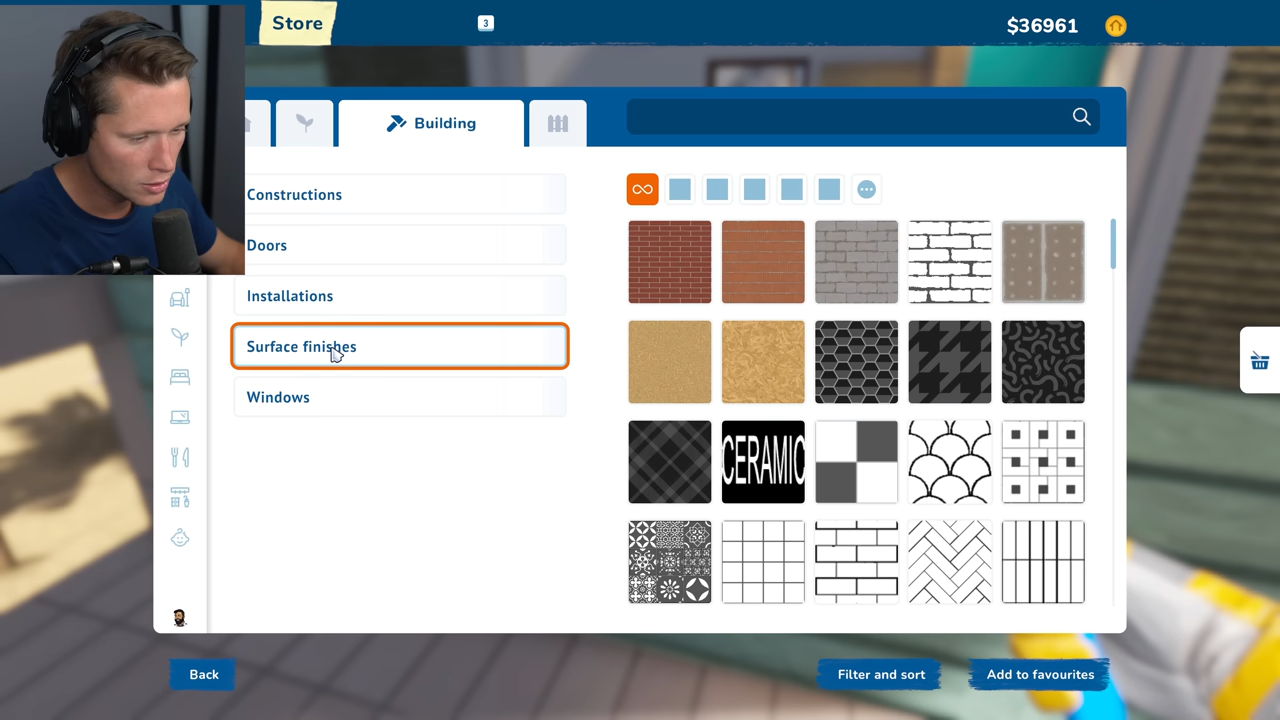 Store
3
$36961
Building
Constructions
Doors
Installations
Surface finishes
Windows
CERAMIC
Back
Filter and sort
Add to favourites